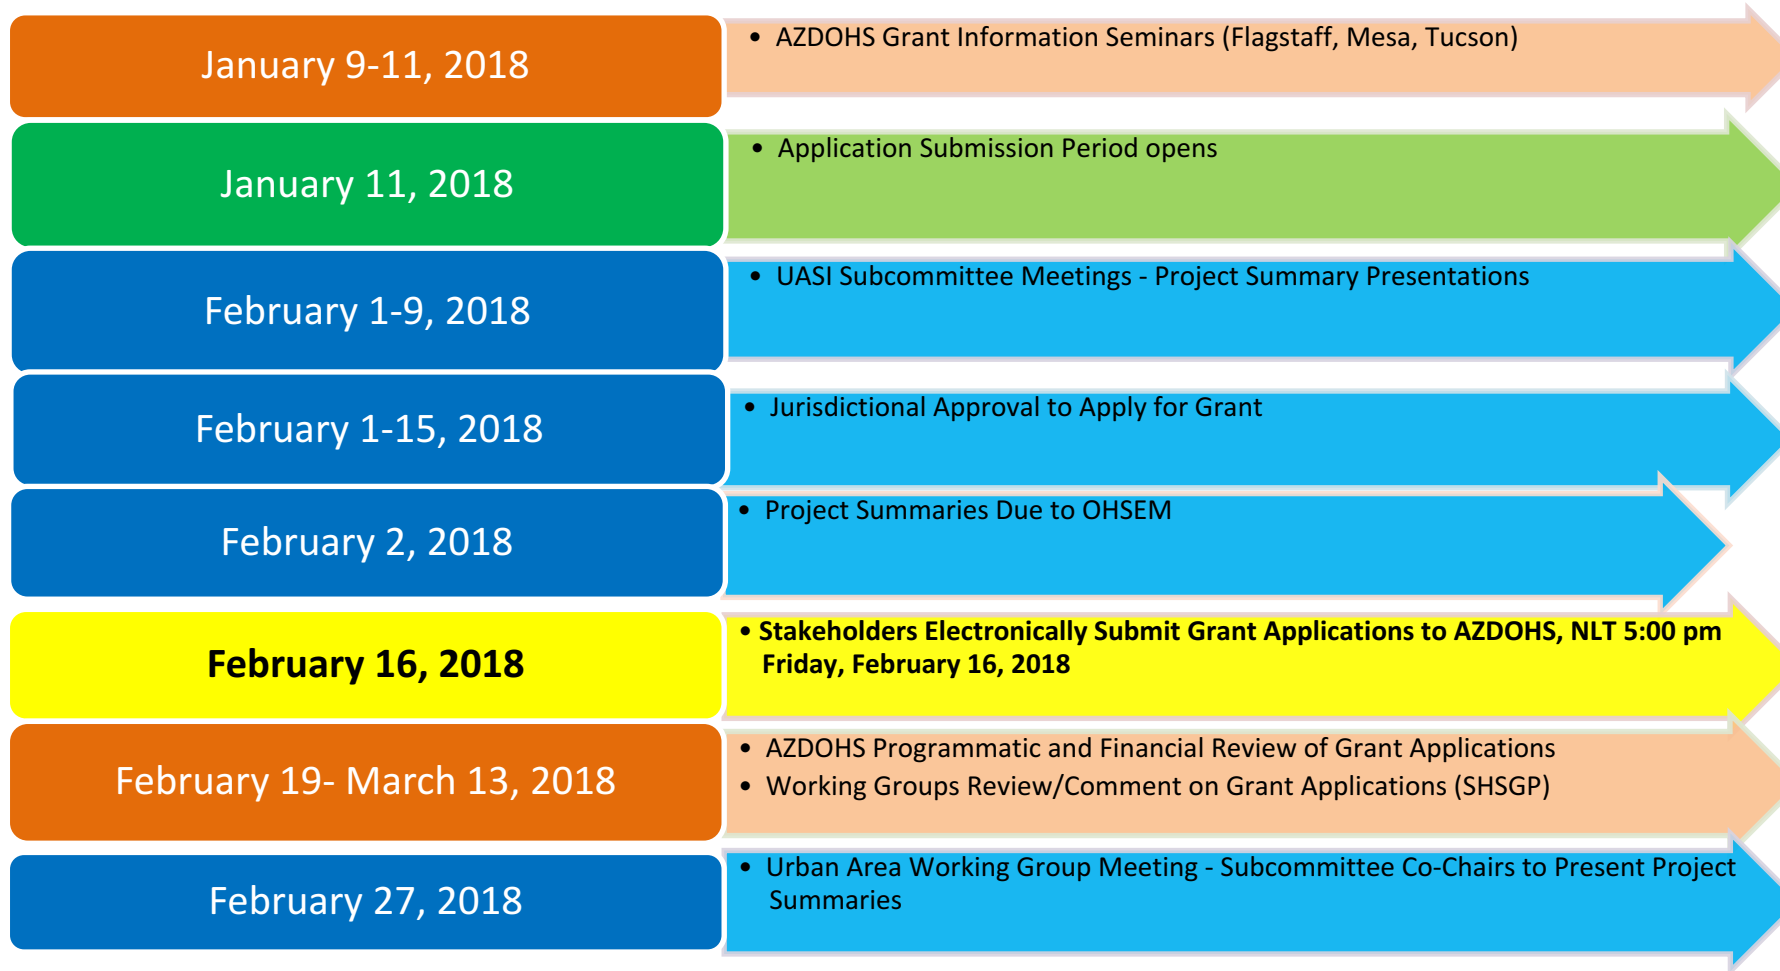 January 9-11, 2018
• AZDOHS Grant Information Seminars (Flagstaff, Mesa, Tucson)
January 11, 2018
• Application Submission Period opens
February 1-9, 2018
• UASI Subcommittee Meetings - Project Summary Presentations
February 1-15, 2018
• Jurisdictional Approval to Apply for Grant
February 2, 2018
• Project Summaries Due to OHSEM
February 16, 2018
• Stakeholders Electronically Submit Grant Applications to AZDOHS, NLT 5:00 pm
Friday, February 16, 2018
February 19- March 13, 2018
• AZDOHS Programmatic and Financial Review of Grant Applications
• Working Groups Review/Comment on Grant Applications (SHSGP)
February 27, 2018
• Urban Area Working Group Meeting - Subcommittee Co-Chairs to Present Project
Summaries